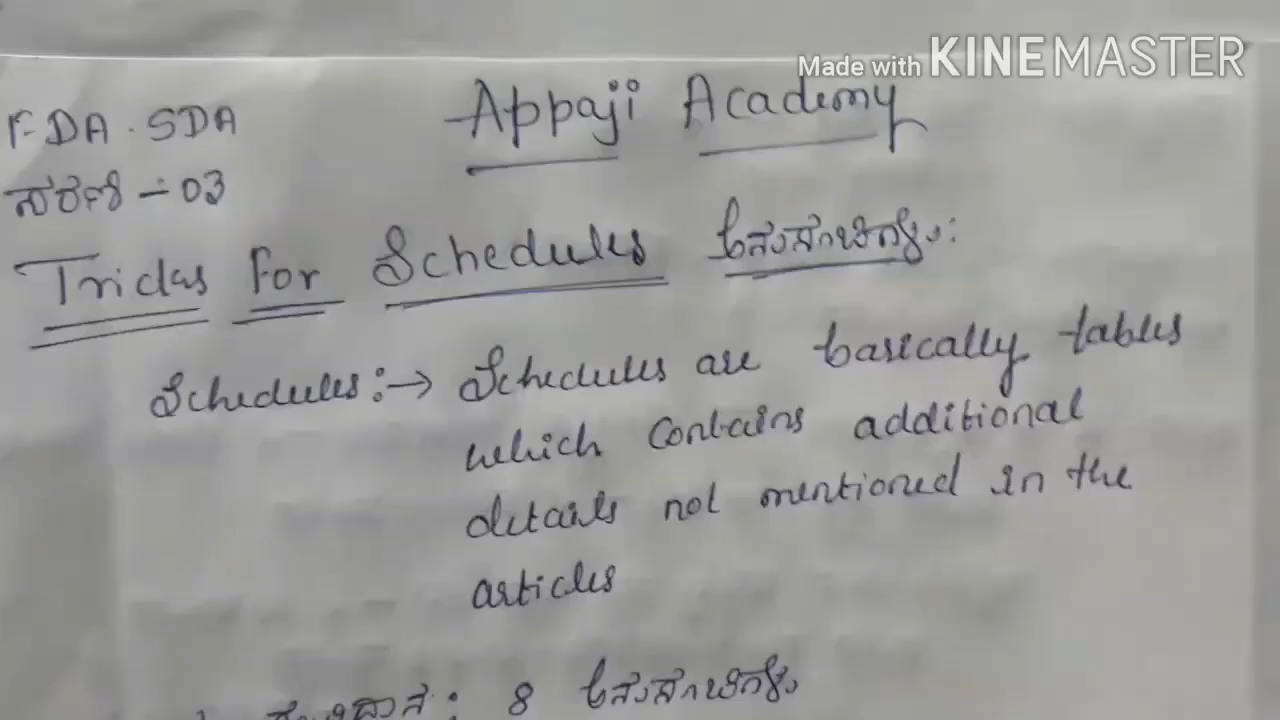 Made with KINEMASTER
Appaji Academy
FDA . SDA
ಸರಣಿ - 03
Tricks For Schedules ಅನುಸೂಚಿಗಳು:
Schedules:→ Schedules are basically tables
which contains additional
details not mentioned in the
articles
8 ಅನುಸೂಚಿಗಳು